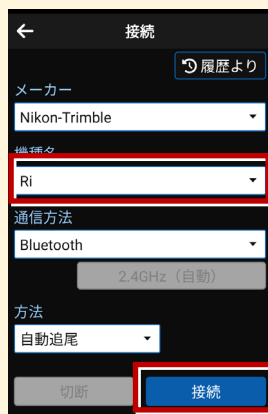 接続
履歴より
メーカー
Nikon-Trimble
機種名
Ri
通信方法
Bluetooth
2.4GHz（自動）
方法
自動追尾
切断
接続